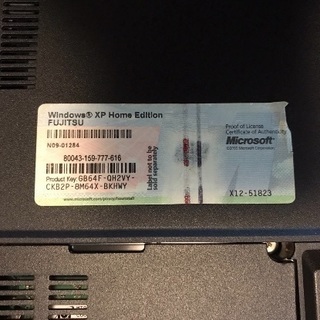 Windows® XP Home Edition
FUJITSU
N09-01284
80043-159-777-616
Product Key: GB64F-QH2VY-
CKB2P-8M64X-BKHWY
Label not to be
sold separately
Proof of License
Certificate of Authenticity
Microsoft®
X12-51823